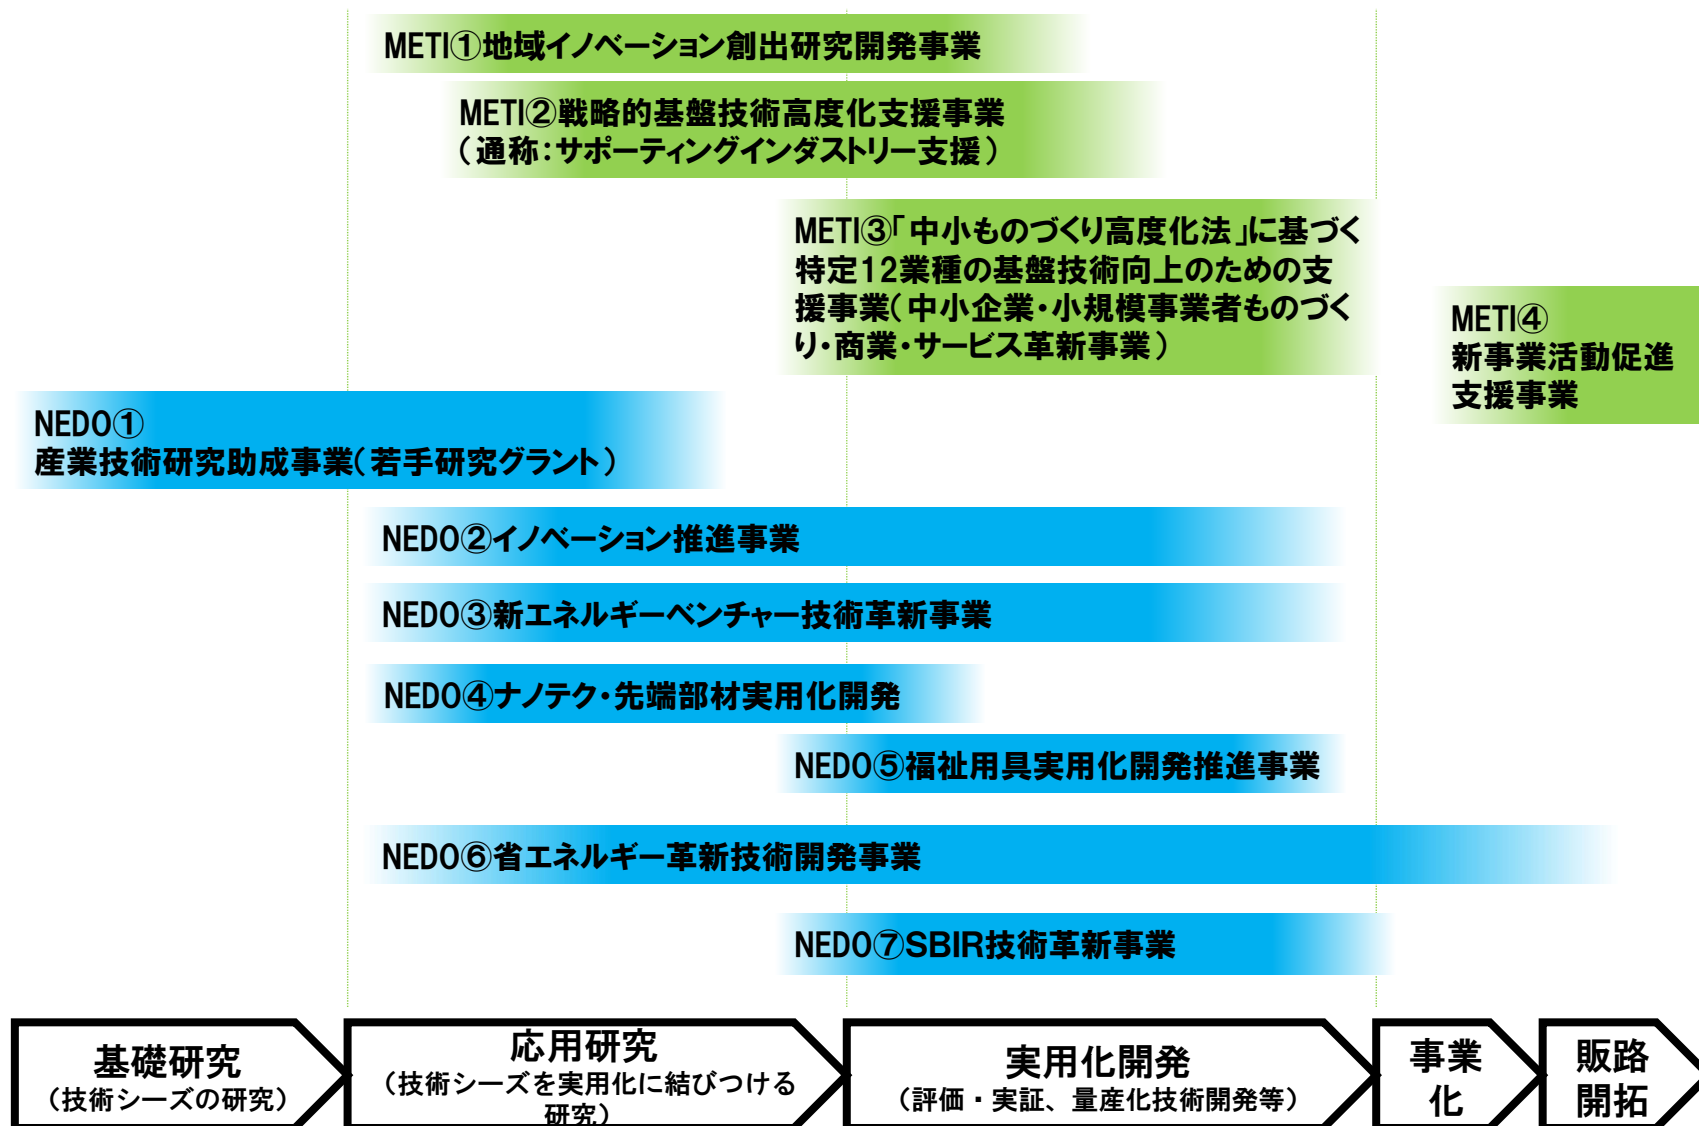 METI①地域イノベーション創出研究開発事業
METI②戦略的基盤技術高度化支援事業
（通称：サポーティングインダストリー支援）
METI③「中小ものづくり高度化法」に基づく
特定12業種の基盤技術向上のための支
援事業（中小企業・小規模事業者ものづく
り・商業・サービス革新事業）
METI④
新事業活動促進
支援事業
NEDO①
産業技術研究助成事業（若手研究グラント）
NEDO②イノベーション推進事業
NEDO③新エネルギーベンチャー技術革新事業
NEDO④ナノテク・先端部材実用化開発
NEDO⑤福祉用具実用化開発推進事業
NEDO⑥省エネルギー革新技術開発事業
NEDO⑦SBIR技術革新事業
基礎研究
（技術シーズの研究）
応用研究
（技術シーズを実用化に結びつける
研究）
実用化開発
（評価・実証、量産化技術開発等）
事業
化
販路
開拓